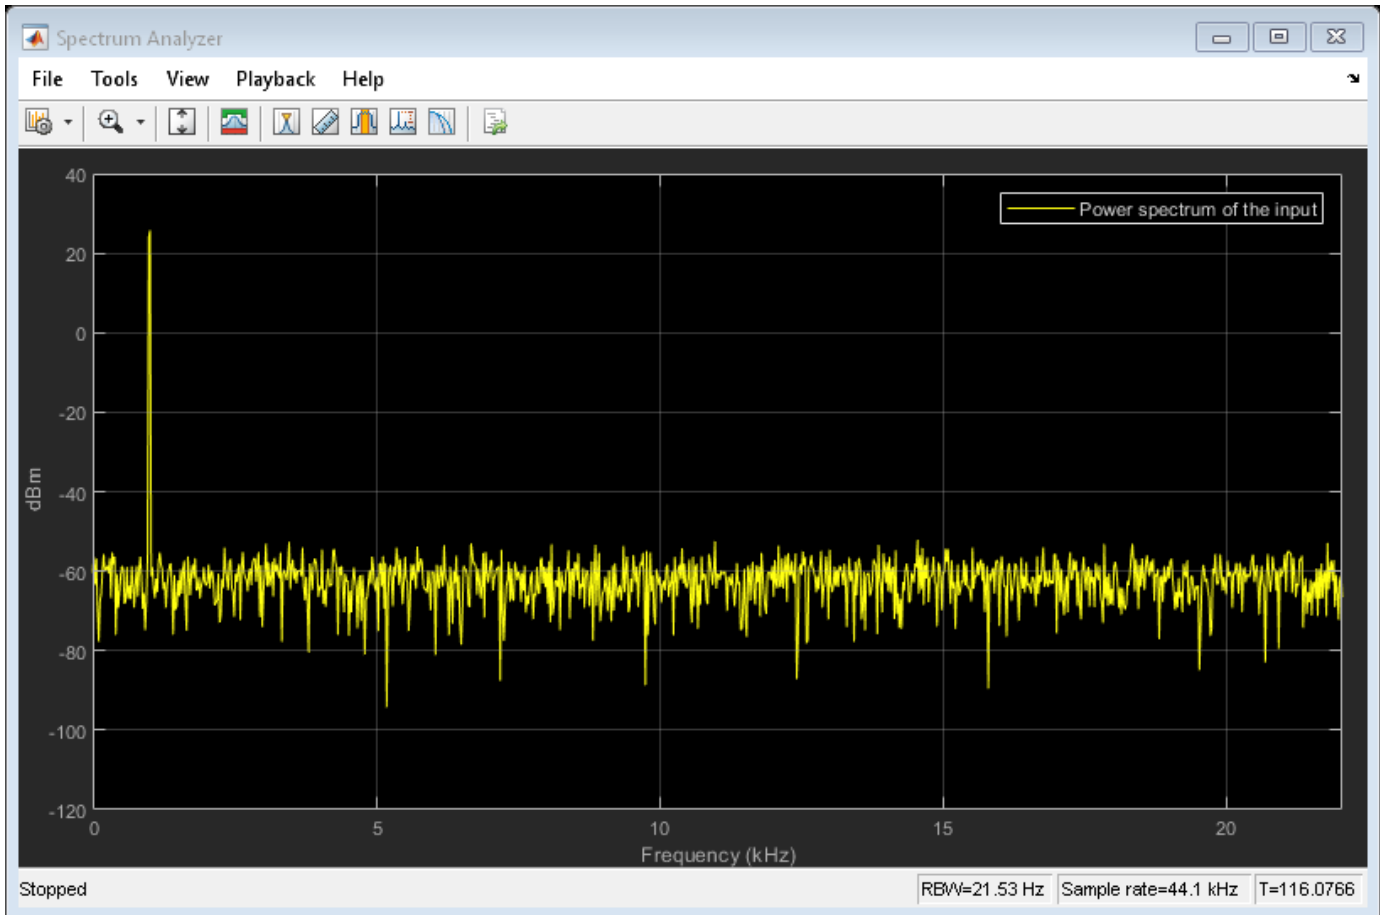 Spectrum Analyzer
File Tools View Playback Help
40
Power spectrum of the input
20
0
-20
dBm
-40
-60
-80
-100
-120
0 5 10 15 20
Frequency (kHz)
Stopped RBW=21.53 Hz Sample rate=44.1 kHz T=116.0766